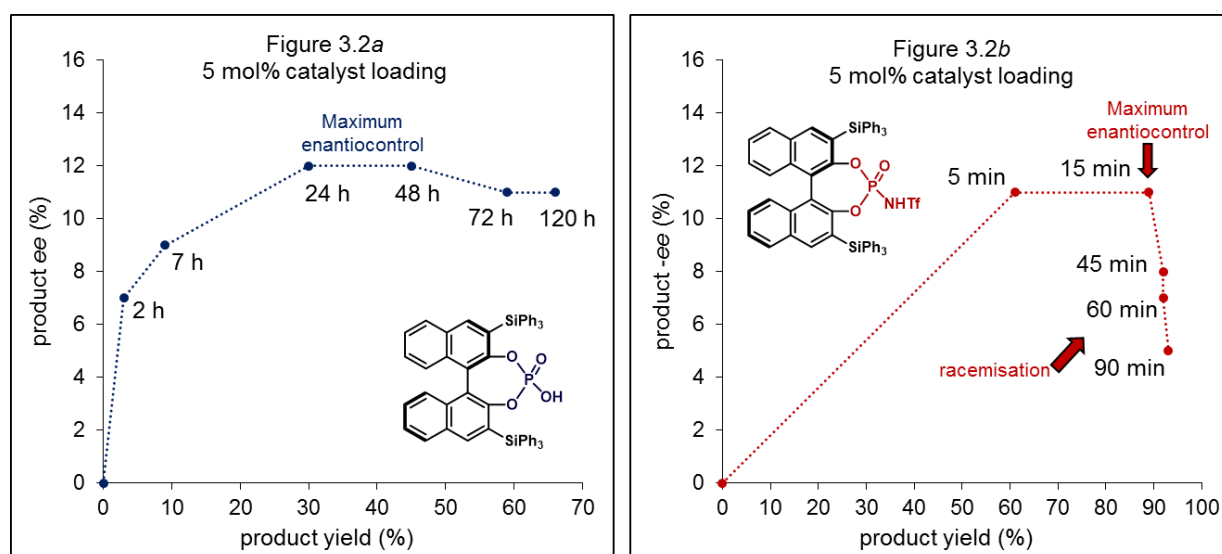 Figure 3.2a
5 mol% catalyst loading
16
14
12
10
8
6
4
2
0
product ee (%)
0 10 20 30 40 50 60 70
product yield (%)
Maximum
enantiocontrol
2 h
7 h
24 h
48 h
72 h
120 h
SiPh3
O
O
P
O
OH
SiPh3
Figure 3.2b
5 mol% catalyst loading
16
14
12
10
8
6
4
2
0
product -ee (%)
0 10 20 30 40 50 60 70 80 90 100
product yield (%)
Maximum
enantiocontrol
5 min
15 min
45 min
60 min
90 min
racemisation
SiPh3
O
O
P
O
NHTf
SiPh3